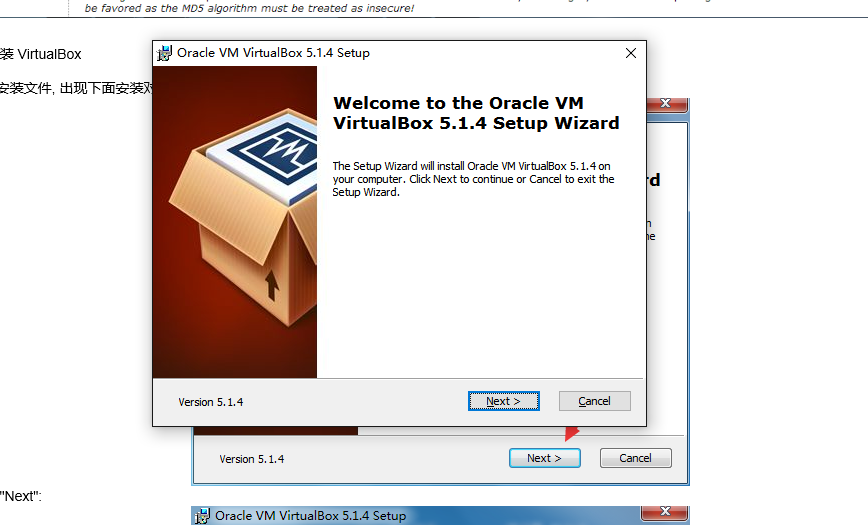 be favored as the MD5 algorithm must be treated as insecure!
装 VirtualBox
安装文件, 出现下面安装对
Oracle VM VirtualBox 5.1.4 Setup
Welcome to the Oracle VM
VirtualBox 5.1.4 Setup Wizard
The Setup Wizard will install Oracle VM VirtualBox 5.1.4 on
your computer. Click Next to continue or Cancel to exit the
Setup Wizard.
Version 5.1.4
Next >
Cancel
Version 5.1.4
Next >
Cancel
"Next":
Oracle VM VirtualBox 5.1.4 Setup